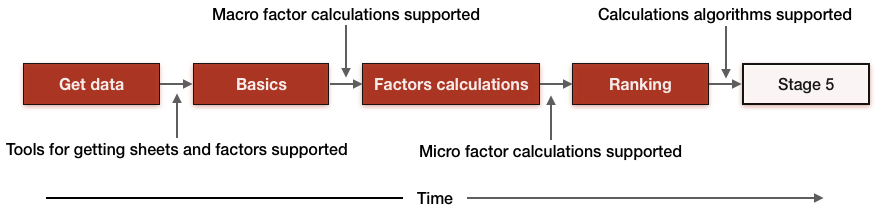 Macro factor calculations supported
Calculations algorithms supported
Get data
Basics
Factors calculations
Ranking
Stage 5
Tools for getting sheets and factors supported
Micro factor calculations supported
Time